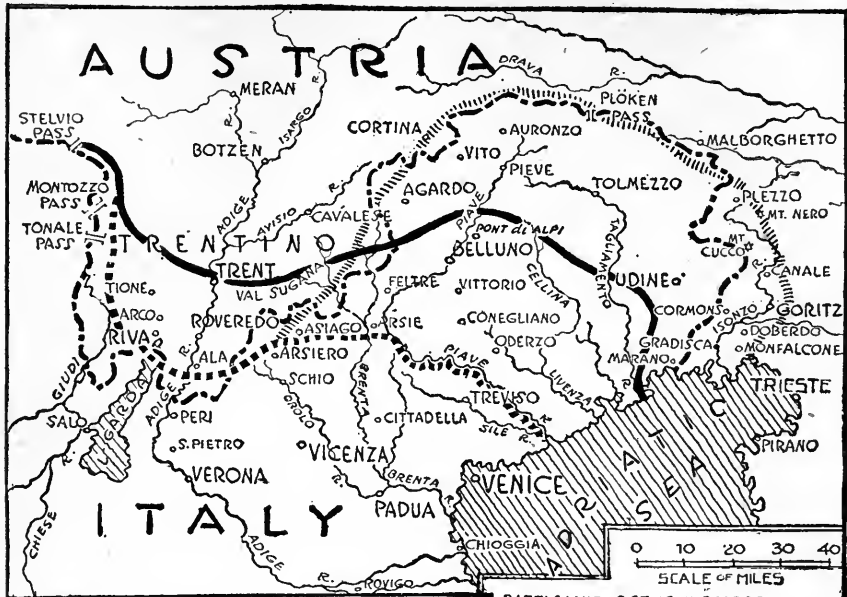 AUSTRIA
DRAVA R.
MERAN
R.
ISARGO R.
PLÖKEN
PASS
STELVIO
PASS
CORTINA
AURONZO
MALBORGHETTO
BOTZEN
VITO
PIEVE
TOLMEZZO
PLEZZO
MT. NERO
MONTOZZO
PASS
ADIGE
AVISIO R.
CAVALESE
AGARDO
PIAVE
TONALE
PASS
TRENTINO
PONT di ALPI
TAGLIAMENTO
MT.
CUCCO
TRENT
BELLUNO
CANALE
VAL SUGANA
CELLINA
UDINE
TIONE
FELTRE
VITTORIO
CORMONS
ISONZO R.
GORITZ
ARCO
ROVEREDO
ASIAGO
ARSIE
CONEGLIANO
GRADISCA
DOBERDO
RIVA
ALA
ARSIERO
ODERZO
MARANO
R.
MONFALCONE
GIUDI
L. GARDA
ADIGE R.
SCHIO
PIAVE R.
LIVENZA
TRIESTE
SALO
PERI
OROLO R.
BRENTA
CITTADELLA
TREVISO
SILE R.
S. PIETRO
VICENZA
PIRANO
VERONA
BRENTA R.
VENICE
ADRIATIC
SEA
ITALY
PADUA
CHIESE R.
ADIGE R.
CHIOGGIA
ROVIGO
0 10 20 30 40
SCALE OF MILES